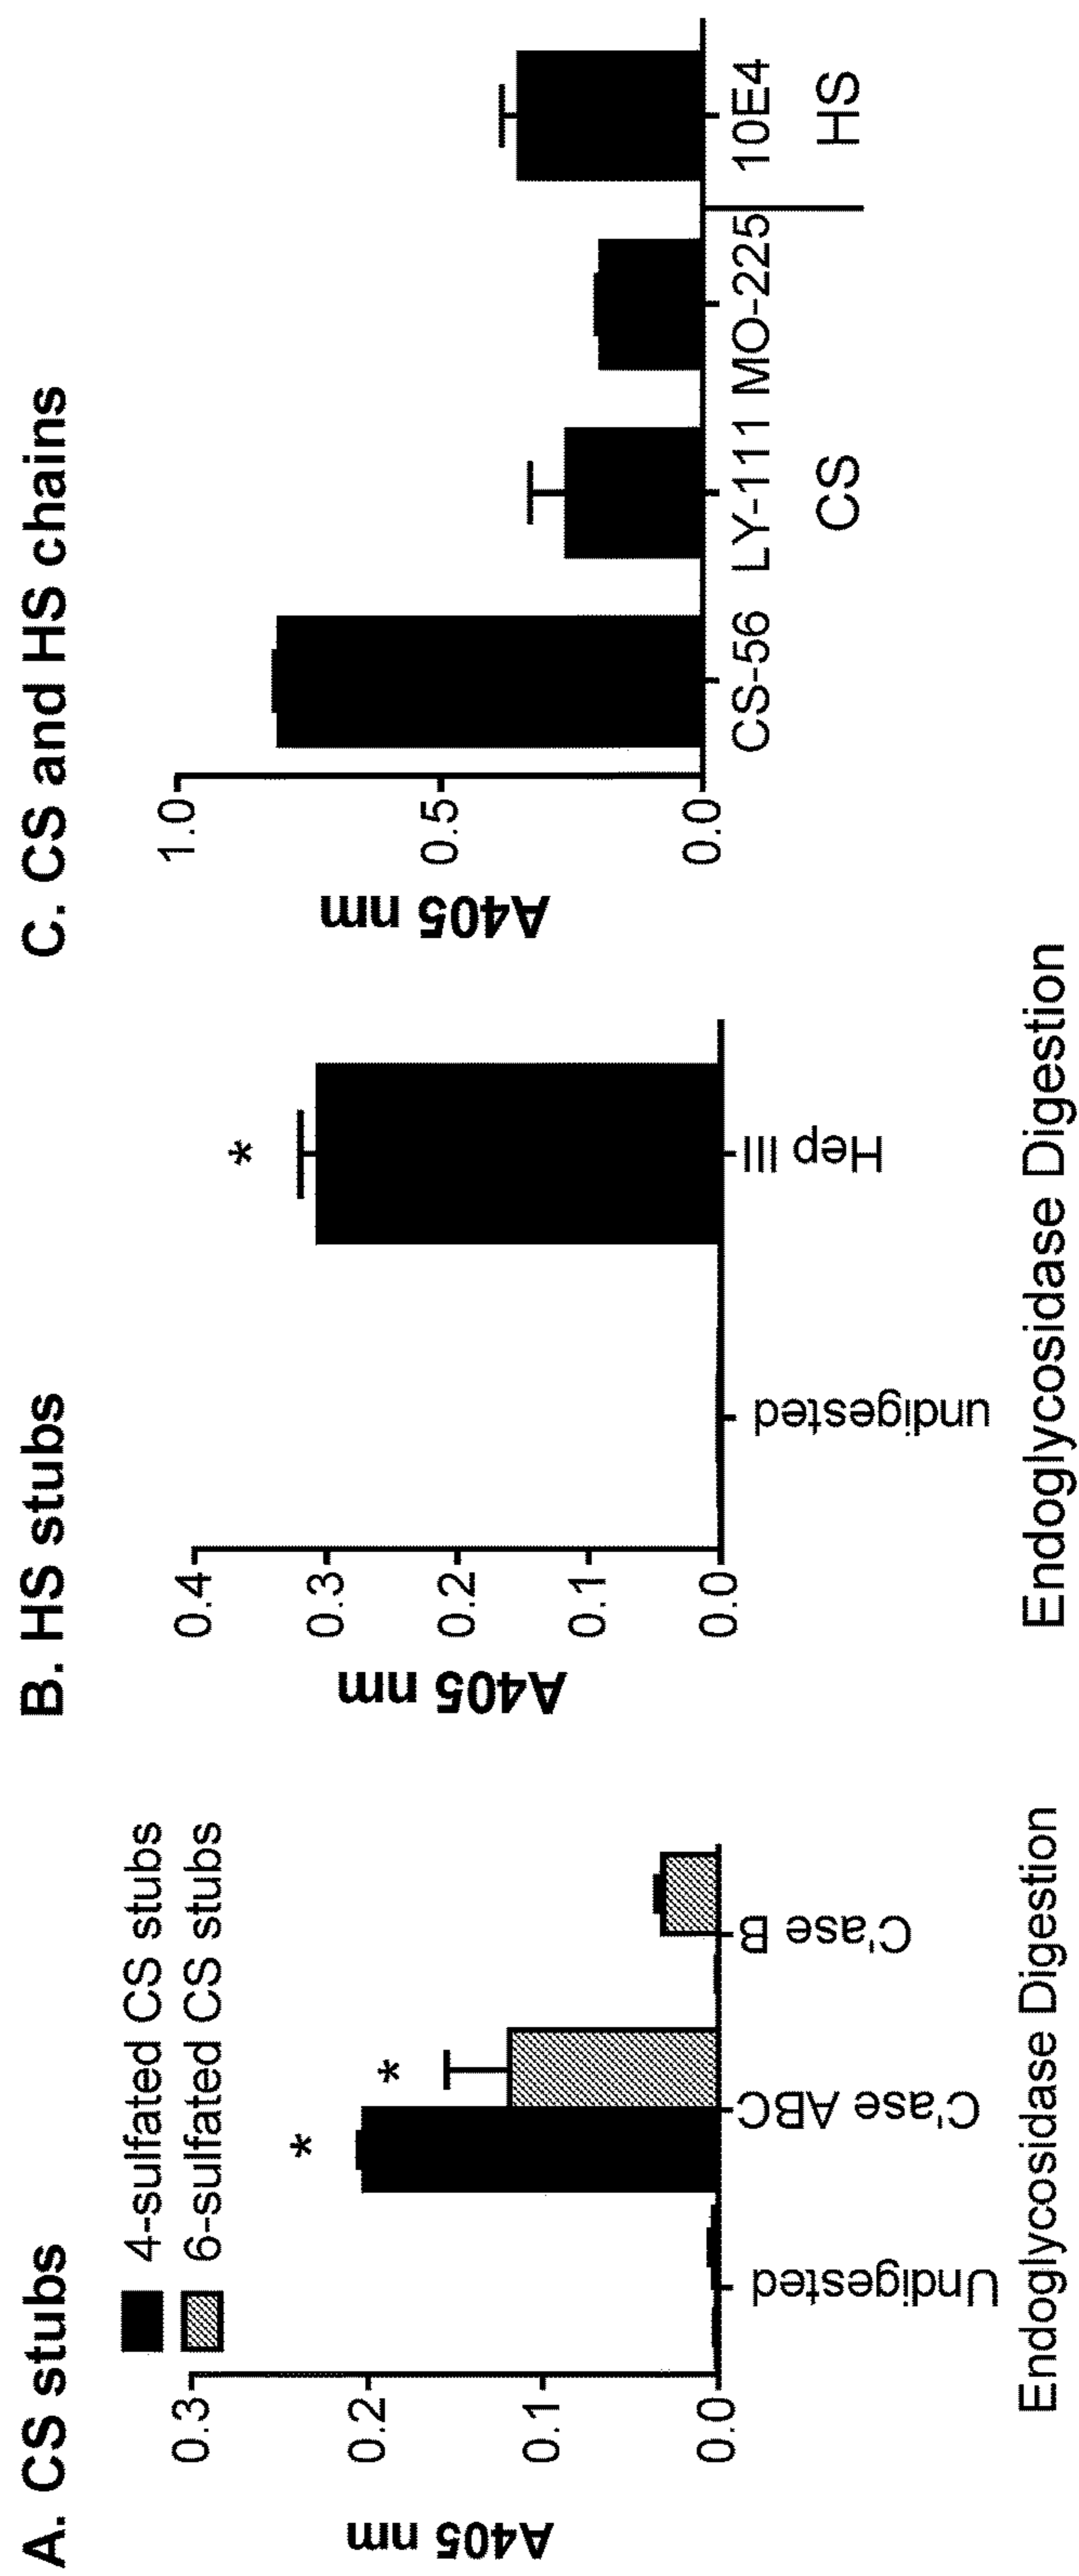 A. CS stubs
4-sulfated CS stubs
6-sulfated CS stubs
A405 nm
0.3
0.2
0.1
0.0
Undigested
C'ase ABC
C'ase B
Endoglycosidase Digestion
B. HS stubs
A405 nm
0.4
0.3
0.2
0.1
0.0
undigested
Hep III
Endoglycosidase Digestion
C. CS and HS chains
A405 nm
1.0
0.5
0.0
CS-56 LY-111 MO-225 10E4
CS HS